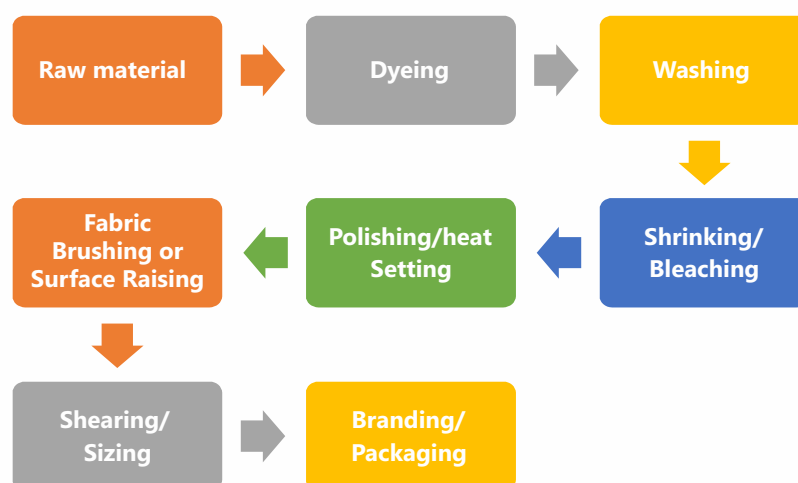 Raw material
Dyeing
Washing
Shrinking/
Bleaching
Polishing/heat
Setting
Fabric
Brushing or
Surface Raising
Shearing/
Sizing
Branding/
Packaging